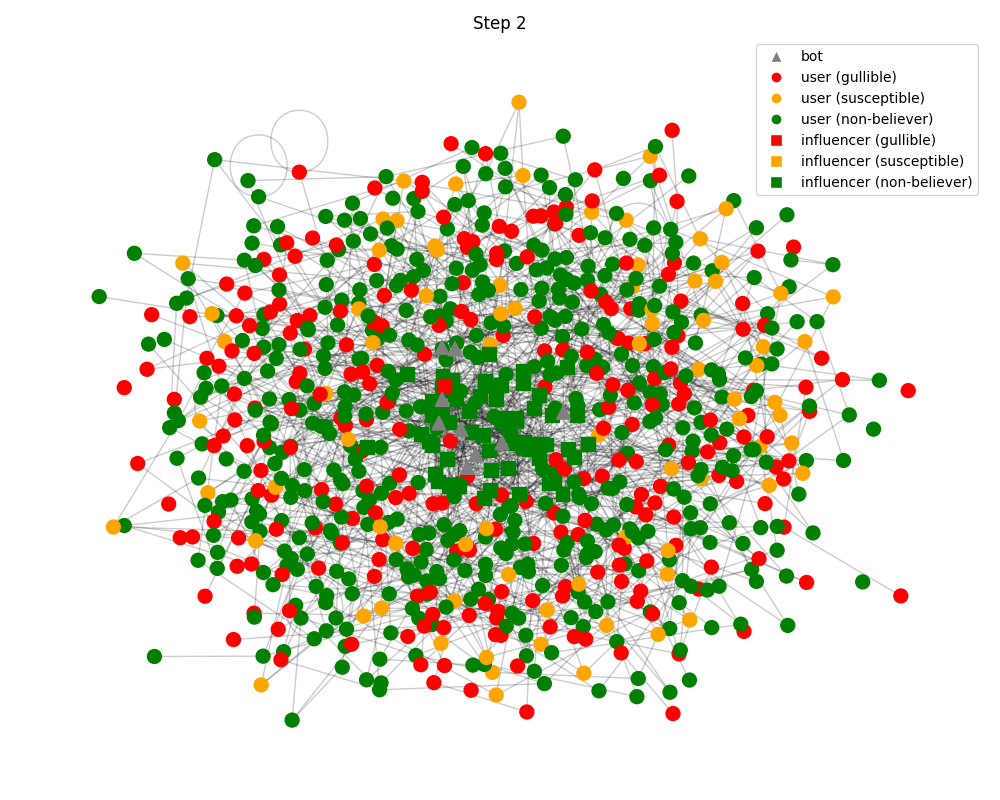 Step 2
bot
user (gullible)
user (susceptible)
user (non-believer)
influencer (gullible)
influencer (susceptible)
influencer (non-believer)